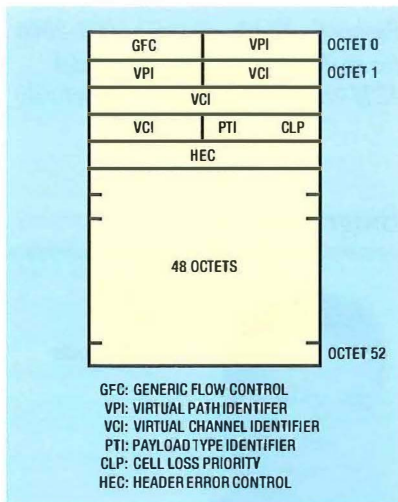 GFC VPI OCTET 0
VPI VCI OCTET 1
VCI
VCI PTI CLP
HEC
48 OCTETS
OCTET 52
GFC: GENERIC FLOW CONTROL
VPI: VIRTUAL PATH IDENTIFER
VCI: VIRTUAL CHANNEL IDENTIFIER
PTI: PAYLOAD TYPE IDENTIFIER
CLP: CELL LOSS PRIORITY
HEC: HEADER ERROR CONTROL